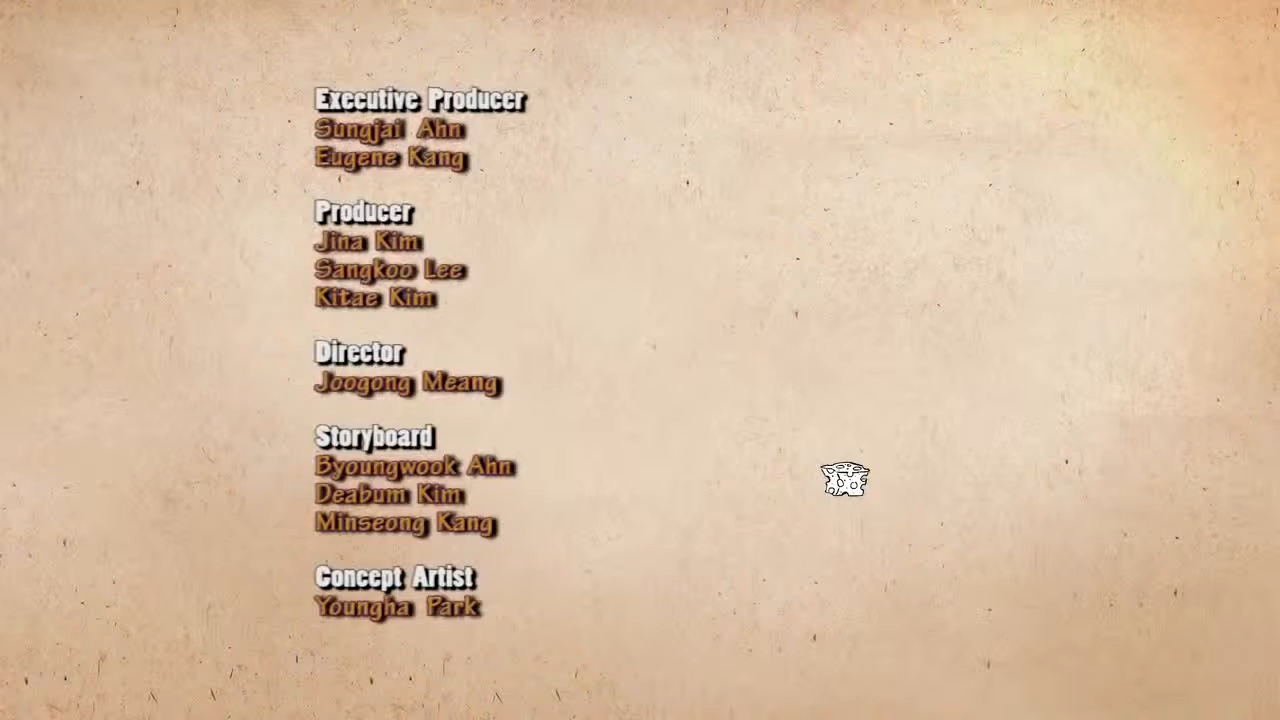 Executive Producer
Sungjai Ahn
Eugene Kang
Producer
Jina Kim
Sangkoo Lee
Kitae Kim
Director
Joogong Meang
Storyboard
Byoungwook Ahn
Deabum Kim
Minseong Kang
Concept Artist
Youngha Park